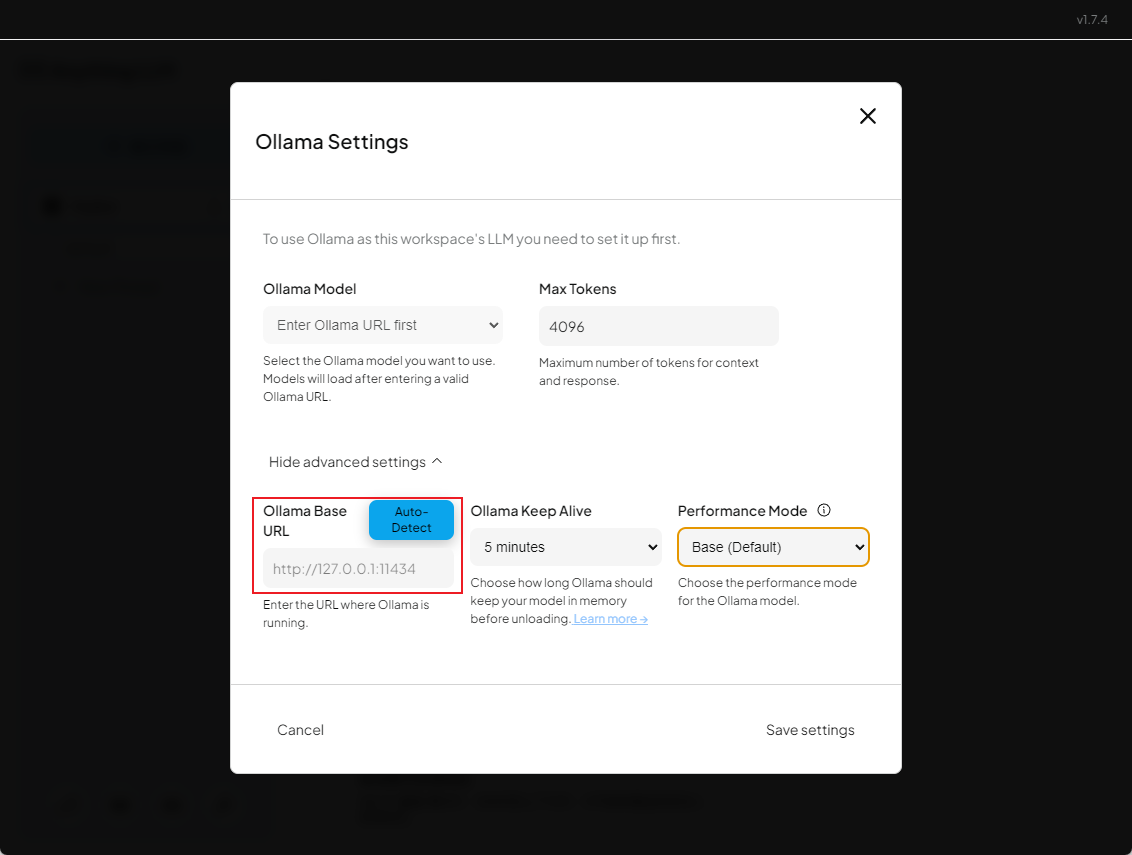 v1.7.4
Ollama Settings
To use Ollama as this workspace's LLM you need to set it up first.
Ollama Model
Enter Ollama URL first
Select the Ollama model you want to use.
Models will load after entering a valid
Ollama URL.
Max Tokens
4096
Maximum number of tokens for context
and response.
Hide advanced settings
Ollama Base
URL
Auto-
Detect
http://127.0.0.1:11434
Enter the URL where Ollama is
running.
Ollama Keep Alive
5 minutes
Choose how long Ollama should
keep your model in memory
before unloading. Learn more →
Performance Mode
Base (Default)
Choose the performance mode
for the Ollama model.
Cancel
Save settings